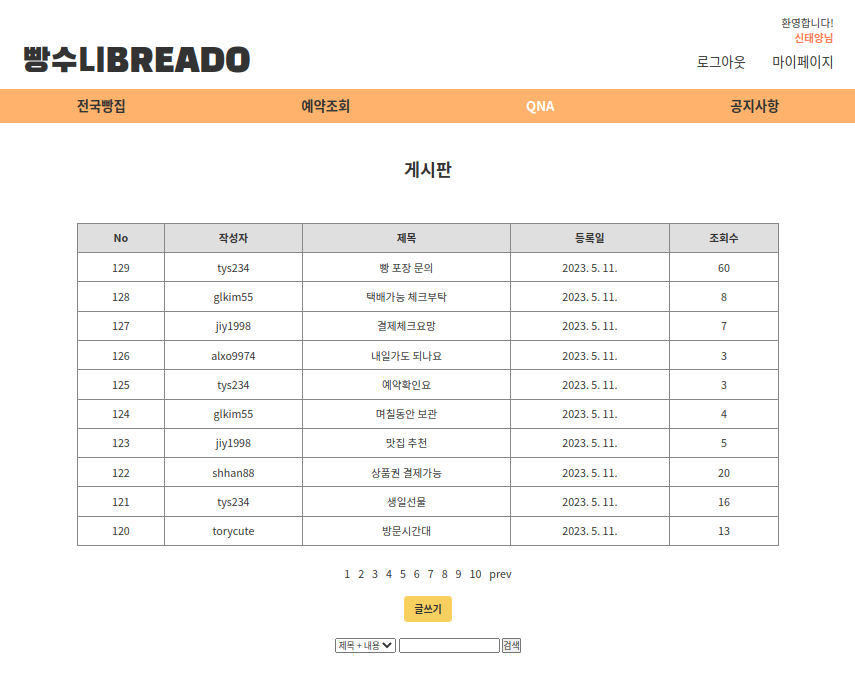 환영합니다!
신태양님
빵수LIBREADO
로그아웃 마이페이지
전국빵집 예약조회 QNA 공지사항
게시판
No 작성자 제목 등록일 조회수
129 tys234 빵 포장 문의 2023. 5. 11. 60
128 glkim55 택배가능 체크부탁 2023. 5. 11. 8
127 jiy1998 결제체크요망 2023. 5. 11. 7
126 alxo9974 내일가도 되나요 2023. 5. 11. 3
125 tys234 예약확인요 2023. 5. 11. 3
124 glkim55 며칠동안 보관 2023. 5. 11. 4
123 jiy1998 맛집 추천 2023. 5. 11. 5
122 shhan88 상품권 결제가능 2023. 5. 11. 20
121 tys234 생일선물 2023. 5. 11. 16
120 torycute 방문시간대 2023. 5. 11. 13
1 2 3 4 5 6 7 8 9 10 prev
글쓰기
제목 + 내용 검색